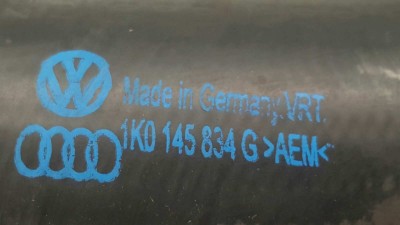 Made in Germany.VRT.
1K0 145 834 G >AEM<